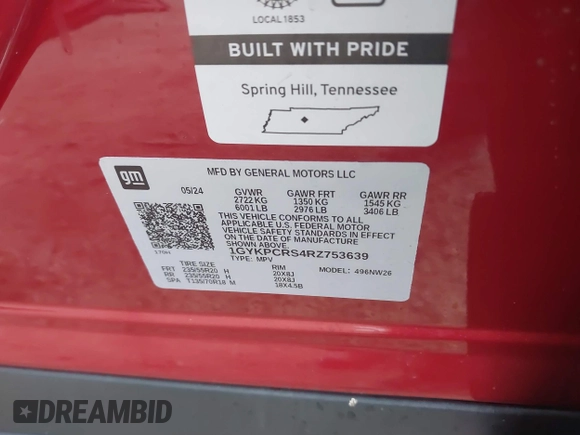 LOCAL 1853
BUILT WITH PRIDE
Spring Hill, Tennessee
gm
MFD BY GENERAL MOTORS LLC
05/24 GVWR GAWR FRT GAWR RR
2722 KG 1350 KG 1545 KG
6001 LB 2976 LB 3406 LB
THIS VEHICLE CONFORMS TO ALL
APPLICABLE U.S. FEDERAL MOTOR
VEHICLE SAFETY STANDARDS IN EFFECT
ON THE DATE OF MANUFACTURE SHOWN ABOVE.
1GYKPCRS4RZ753639
TYPE: MPV MODEL: 496NW26
TIRE SIZE RIM
FRT 235/55R20 H 20X8J
RR 235/55R20 H 20X8J
SPA T135/70R18 M 18X4.5B
DREAMBID